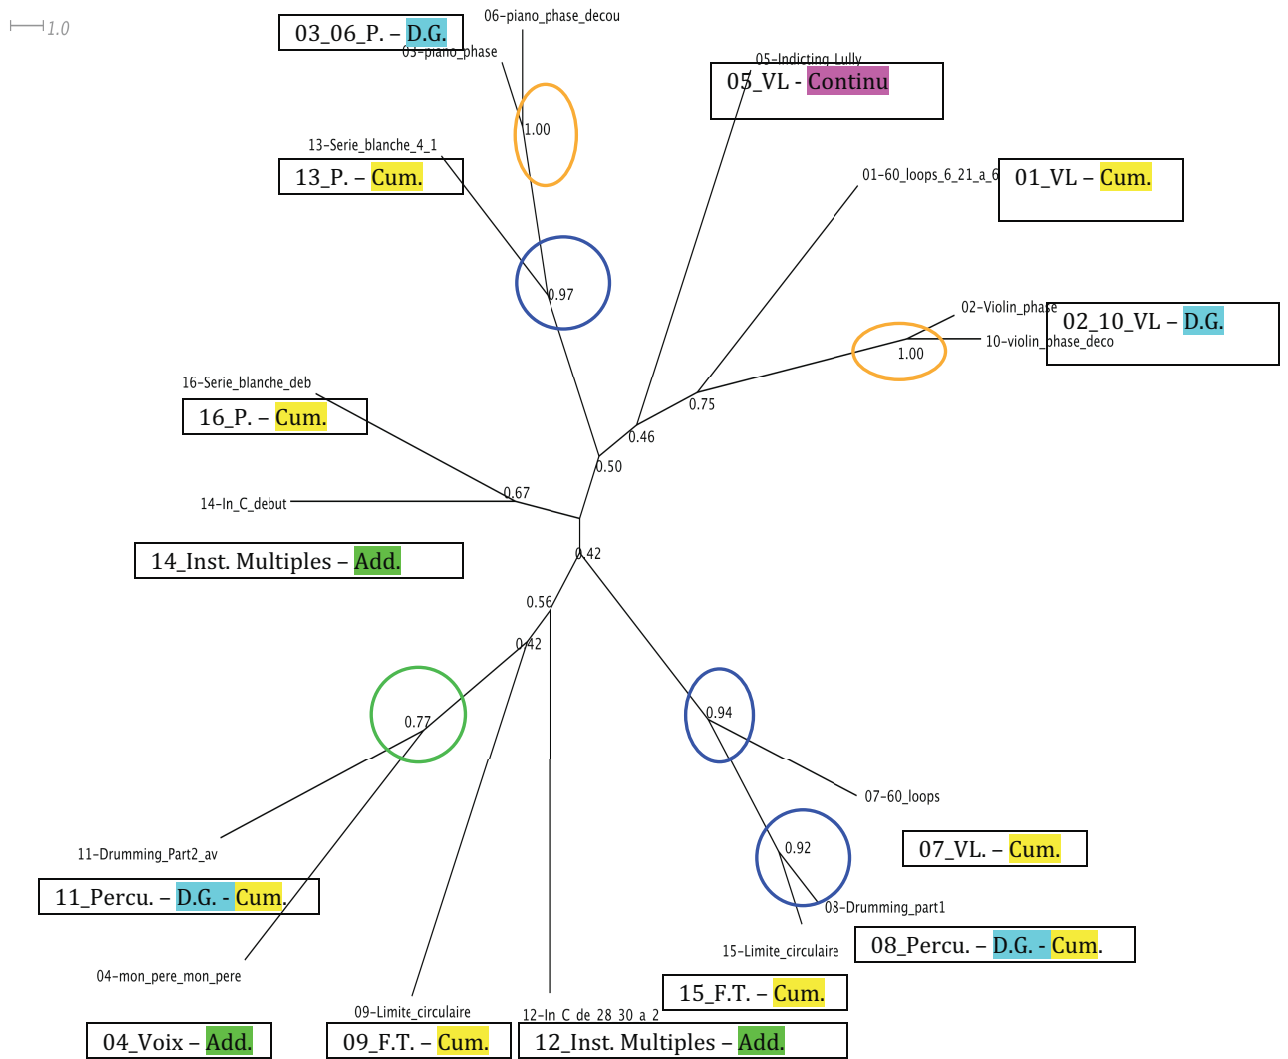 1.0
06-piano_phase_decou
03_06_P. – D.G.
03-piano_phase
05-Indicting_Lully
05_VL - Continu
1.00
13-Serie_blanche_4_1
13_P. – Cum.
01-60_loops_6_21_a_6
01_VL – Cum.
0.97
02-Violin_phase
02_10_VL – D.G.
10-violin_phase_deco
1.00
16-Serie_blanche_deb
16_P. – Cum.
0.75
0.46
0.50
0.67
14-In_C_debut
14_Inst. Multiples – Add.
0.42
0.56
0.42
0.77
0.94
07-60_loops
07_VL. – Cum.
0.92
11-Drumming_Part2_av
11_Percu. – D.G. - Cum.
08-Drumming_part1
08_Percu. – D.G. - Cum.
15-Limite_circulaire
15_F.T. – Cum.
04-mon_pere_mon_pere
04_Voix – Add.
09-Limite_circulaire
09_F.T. – Cum.
12-In_C_de_28_30_a_2
12_Inst. Multiples – Add.